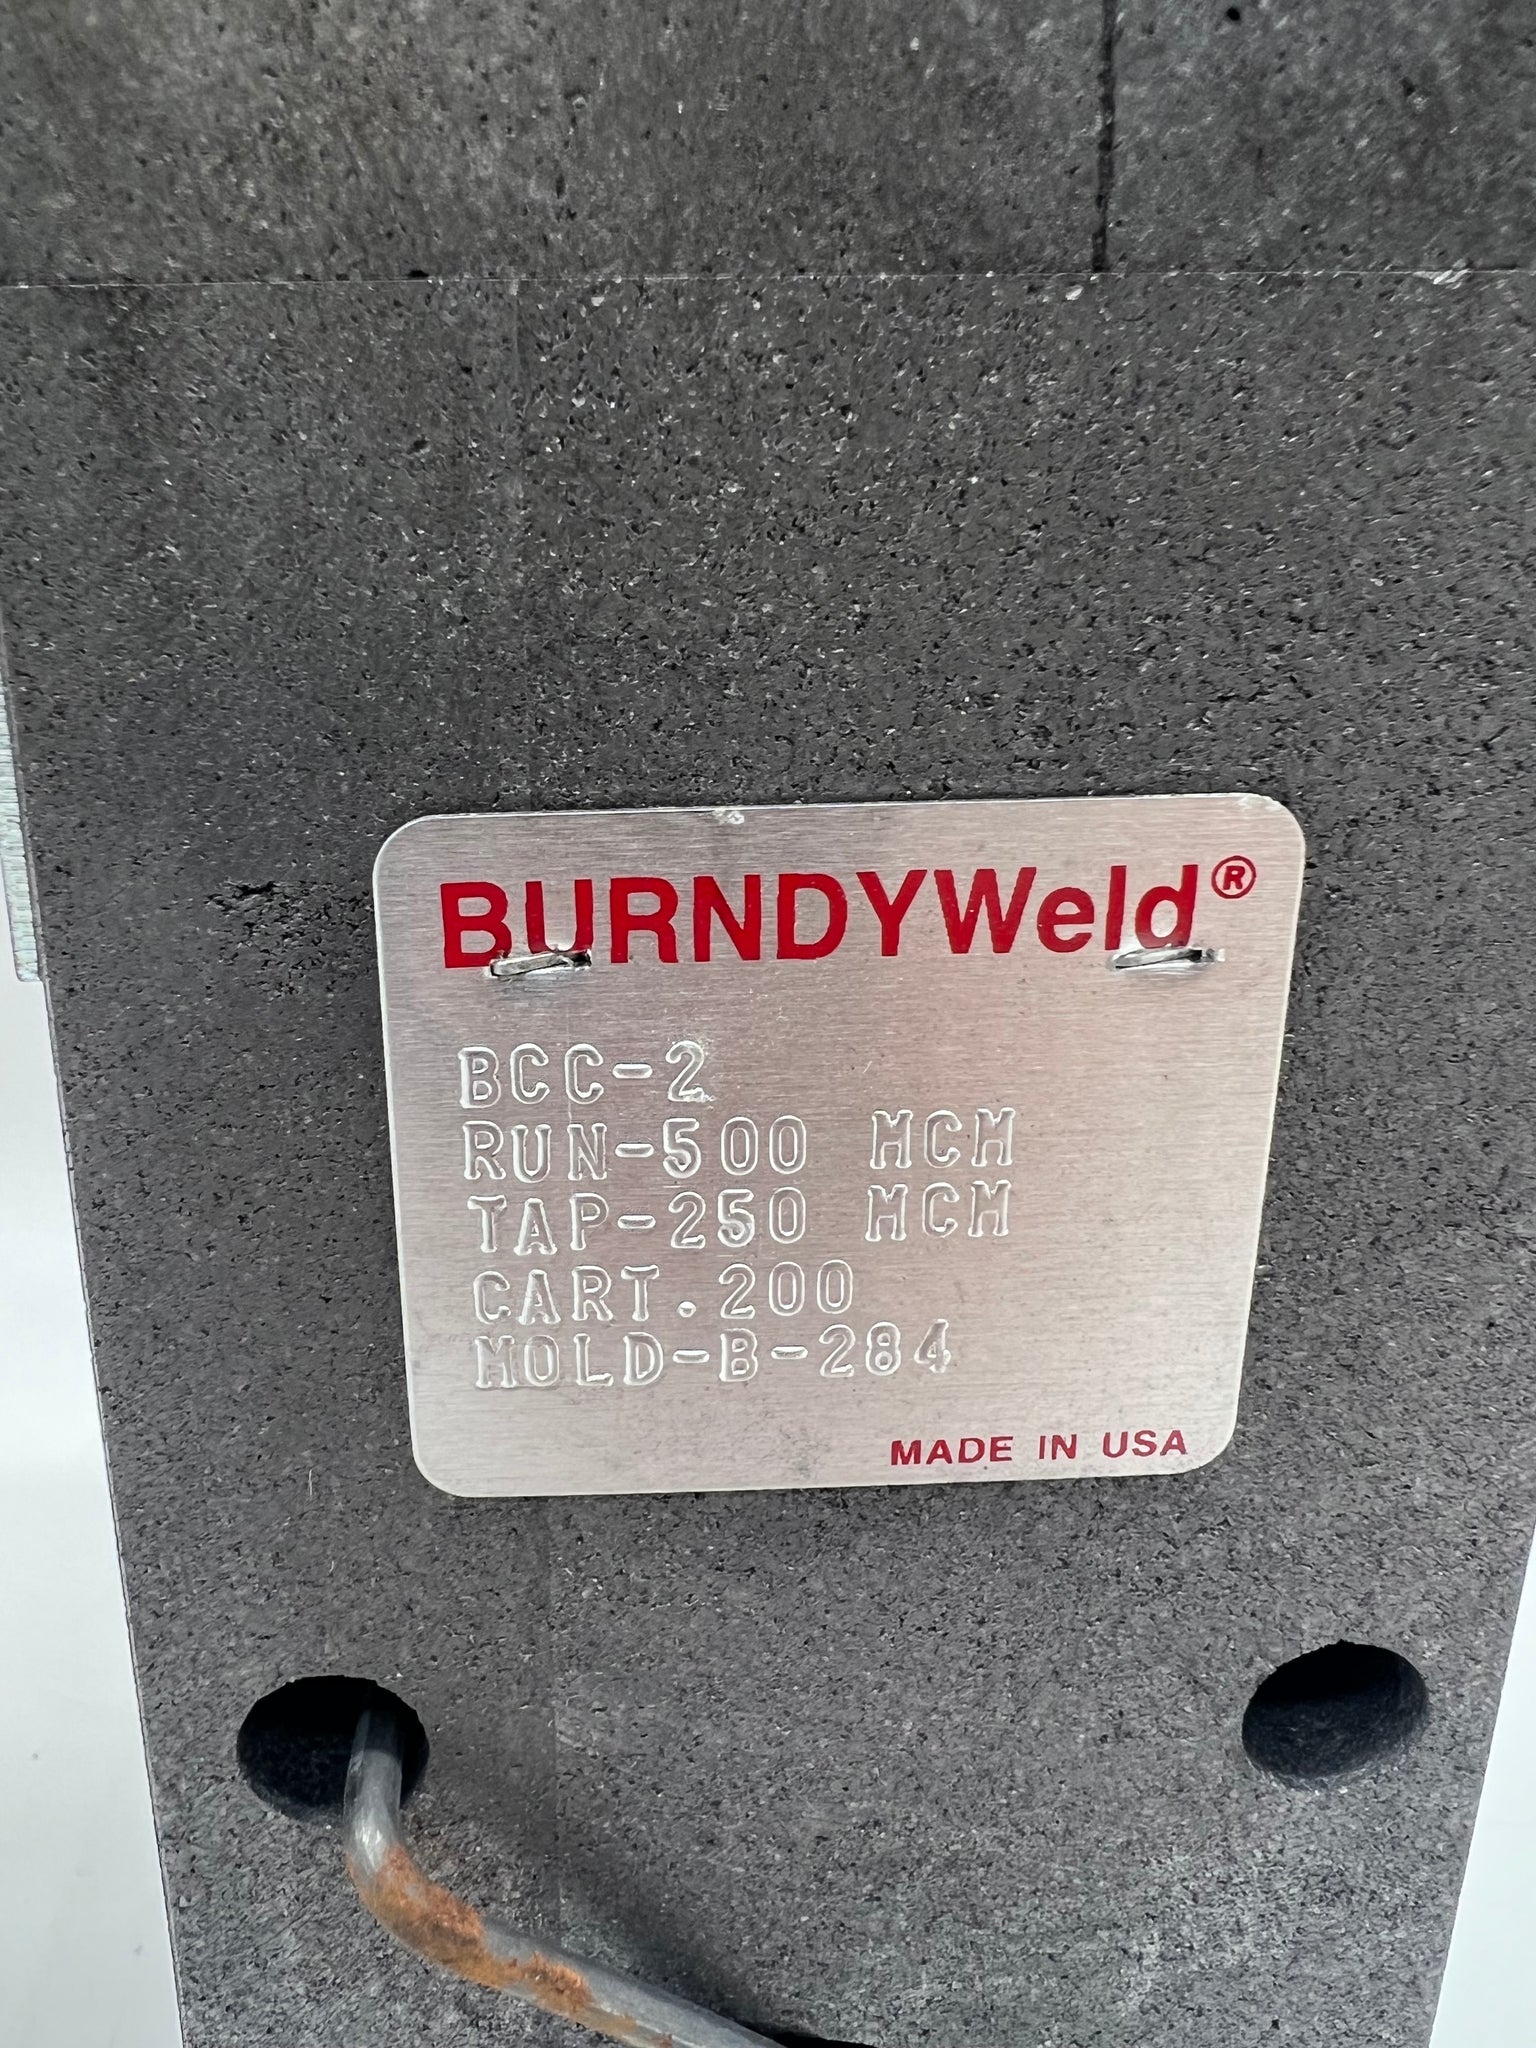 BURNDYWeld®
BCC-2
RUN-500 MCM
TAP-250 MCM
CART.200
MOLD-B-284
MADE IN USA